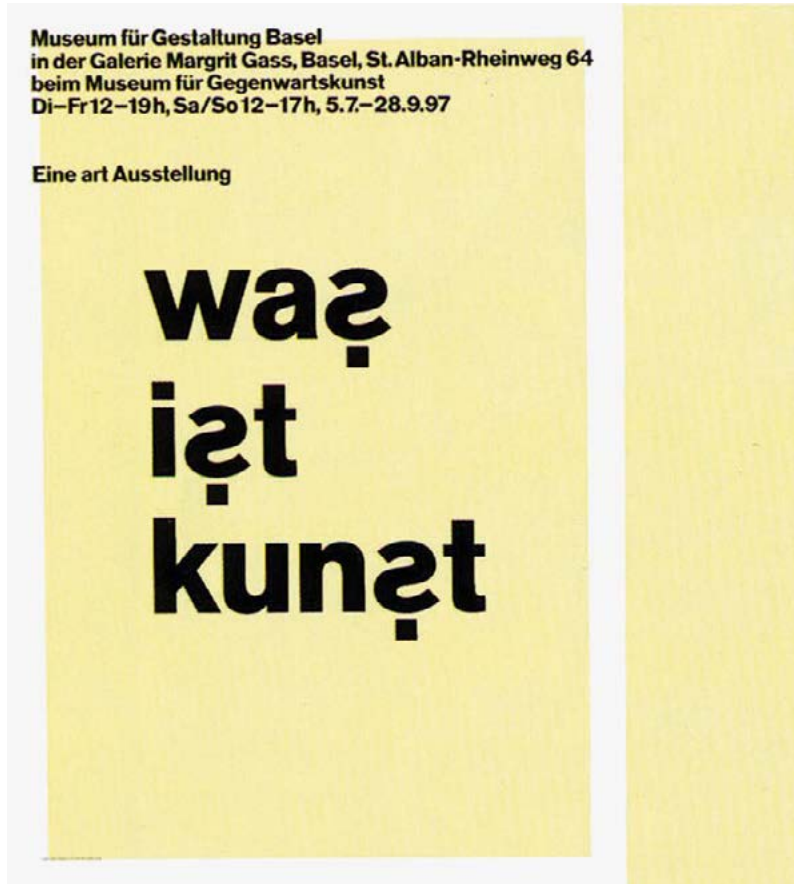 Museum für Gestaltung Basel
in der Galerie Margrit Gass, Basel, St. Alban-Rheinweg 64
beim Museum für Gegenwartskunst
Di–Fr 12–19h, Sa/So 12–17h, 5.7.–28.9.97
Eine art Ausstellung
was
ist
kunst